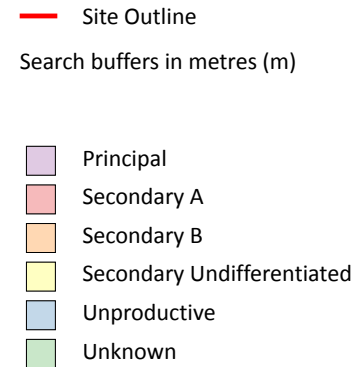 Site Outline
Search buffers in metres (m)
Principal
Secondary A
Secondary B
Secondary Undifferentiated
Unproductive
Unknown